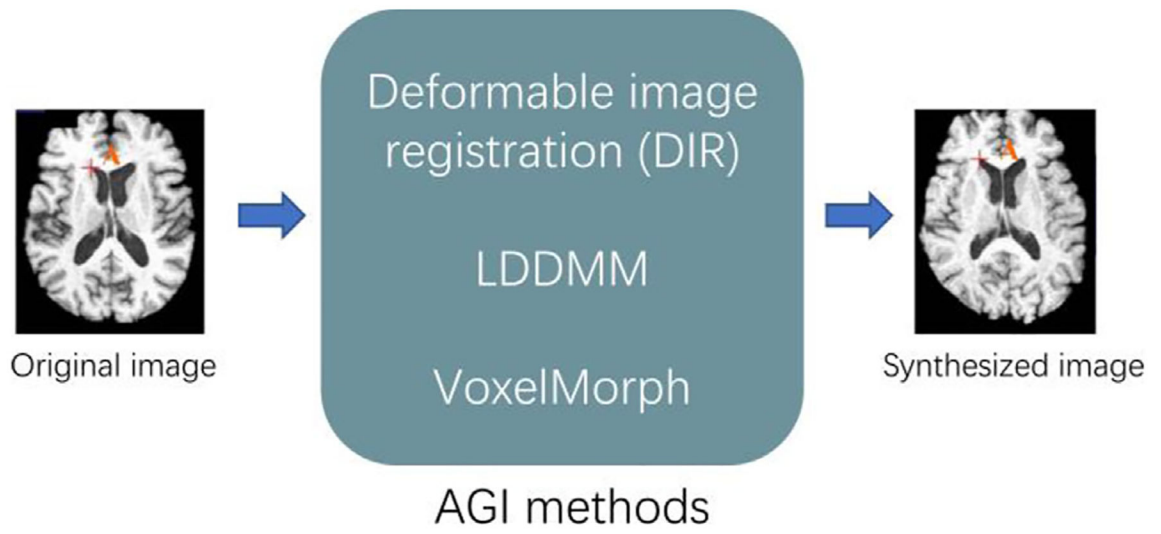 Deformable image
registration (DIR)
LDDMM
VoxelMorph
A
A
Original image
Synthesized image
AGI methods